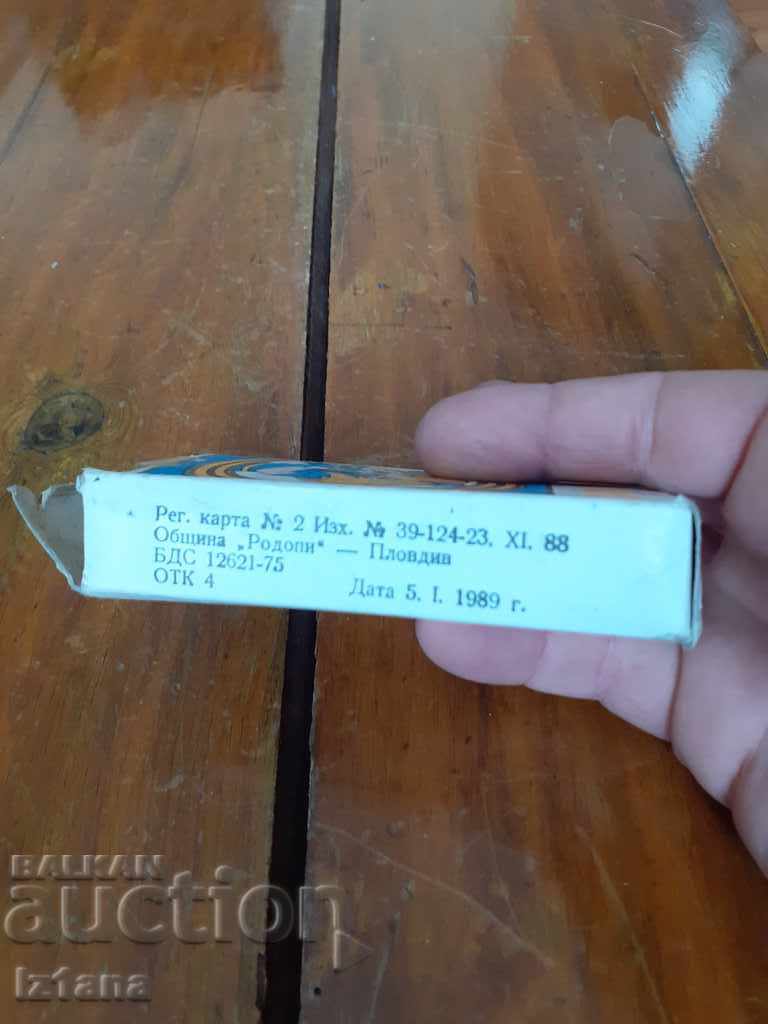 Рег. карта № 2 Изх. № 39-124-23. XI. 88
Община „Родопи“ — Пловдив
БДС 12621-75
ОТК 4 Дата 5. I. 1989 г.
BALKAN
auction
Iz1ana